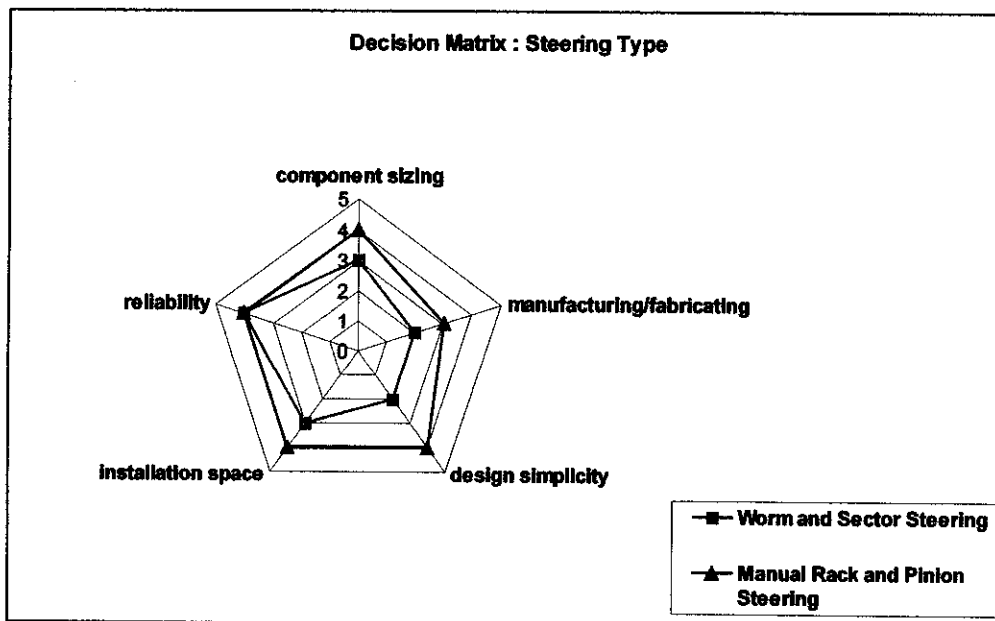 Decision Matrix : Steering Type
component sizing
5
4
3
2
1
0
reliability
manufacturing/fabricating
installation space
design simplicity
Worm and Sector Steering
Manual Rack and Pinion
Steering